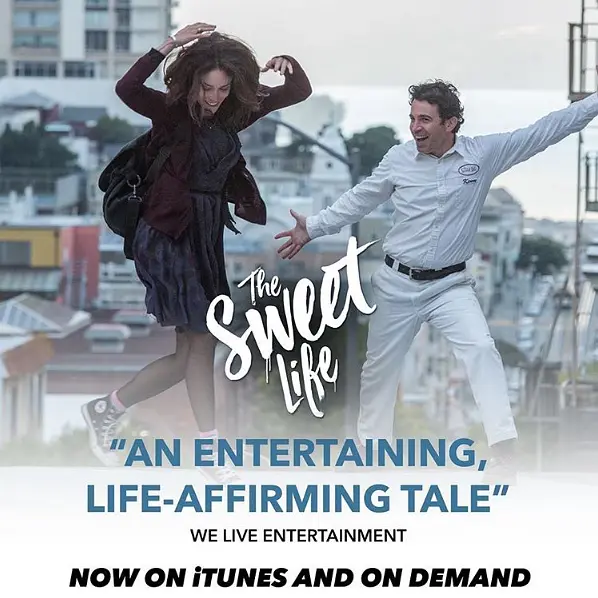 The
Sweet
Life
"AN ENTERTAINING,
LIFE-AFFIRMING TALE"
WE LIVE ENTERTAINMENT
NOW ON iTUNES AND ON DEMAND